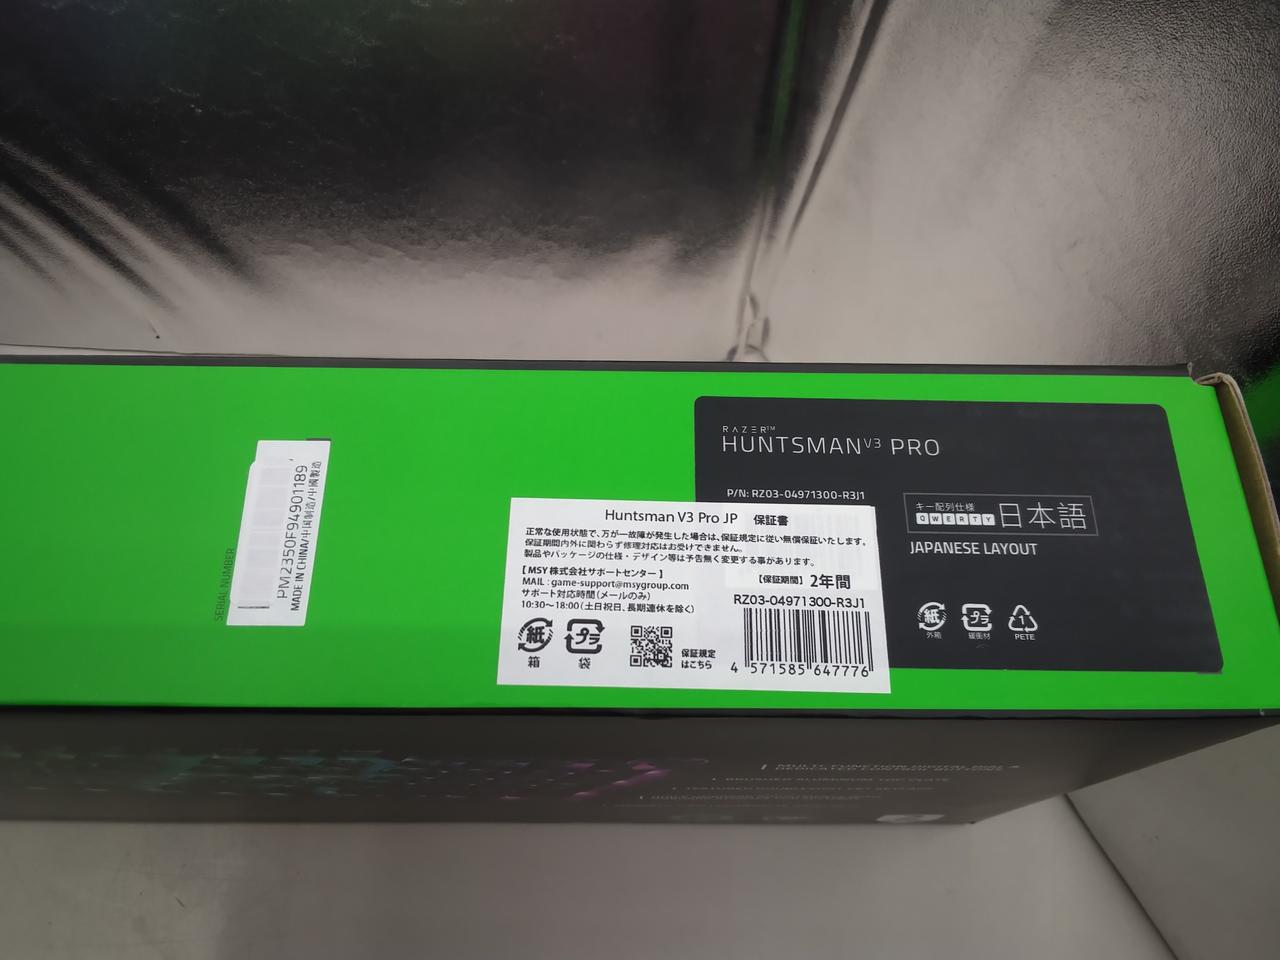 SERIAL NUMBER
PM2350F94901189
MADE IN CHINA/中国制造/中國製造
RAZER™
HUNTSMAN V3 PRO
P/N: RZ03-04971300-R3J1
キー配列仕様
QWERTY
日本語
JAPANESE LAYOUT
外箱
緩衝材
1
PETE
Huntsman V3 Pro JP 保証書
正常な使用状態で、万が一故障が発生した場合は、保証規定に従い無償保証いたします。
保証期間内外に関わらず修理対応はお受けできません。
製品やパッケージの仕様・デザイン等は予告無く変更する事があります。
【MSY 株式会社サポートセンター】
MAIL : game-support@msygroup.com
サポート対応時間(メールのみ)
10:30~18:00(土日祝日、長期連休を除く)
【保証期間】 2年間
RZ03-04971300-R3J1
紙
箱
プラ
袋
保証規定
はこちら
4 571585 647776
MULTI-FUNCTION DIGITAL DIAL &
BRUSHED ALUMINUM TOP PLATE